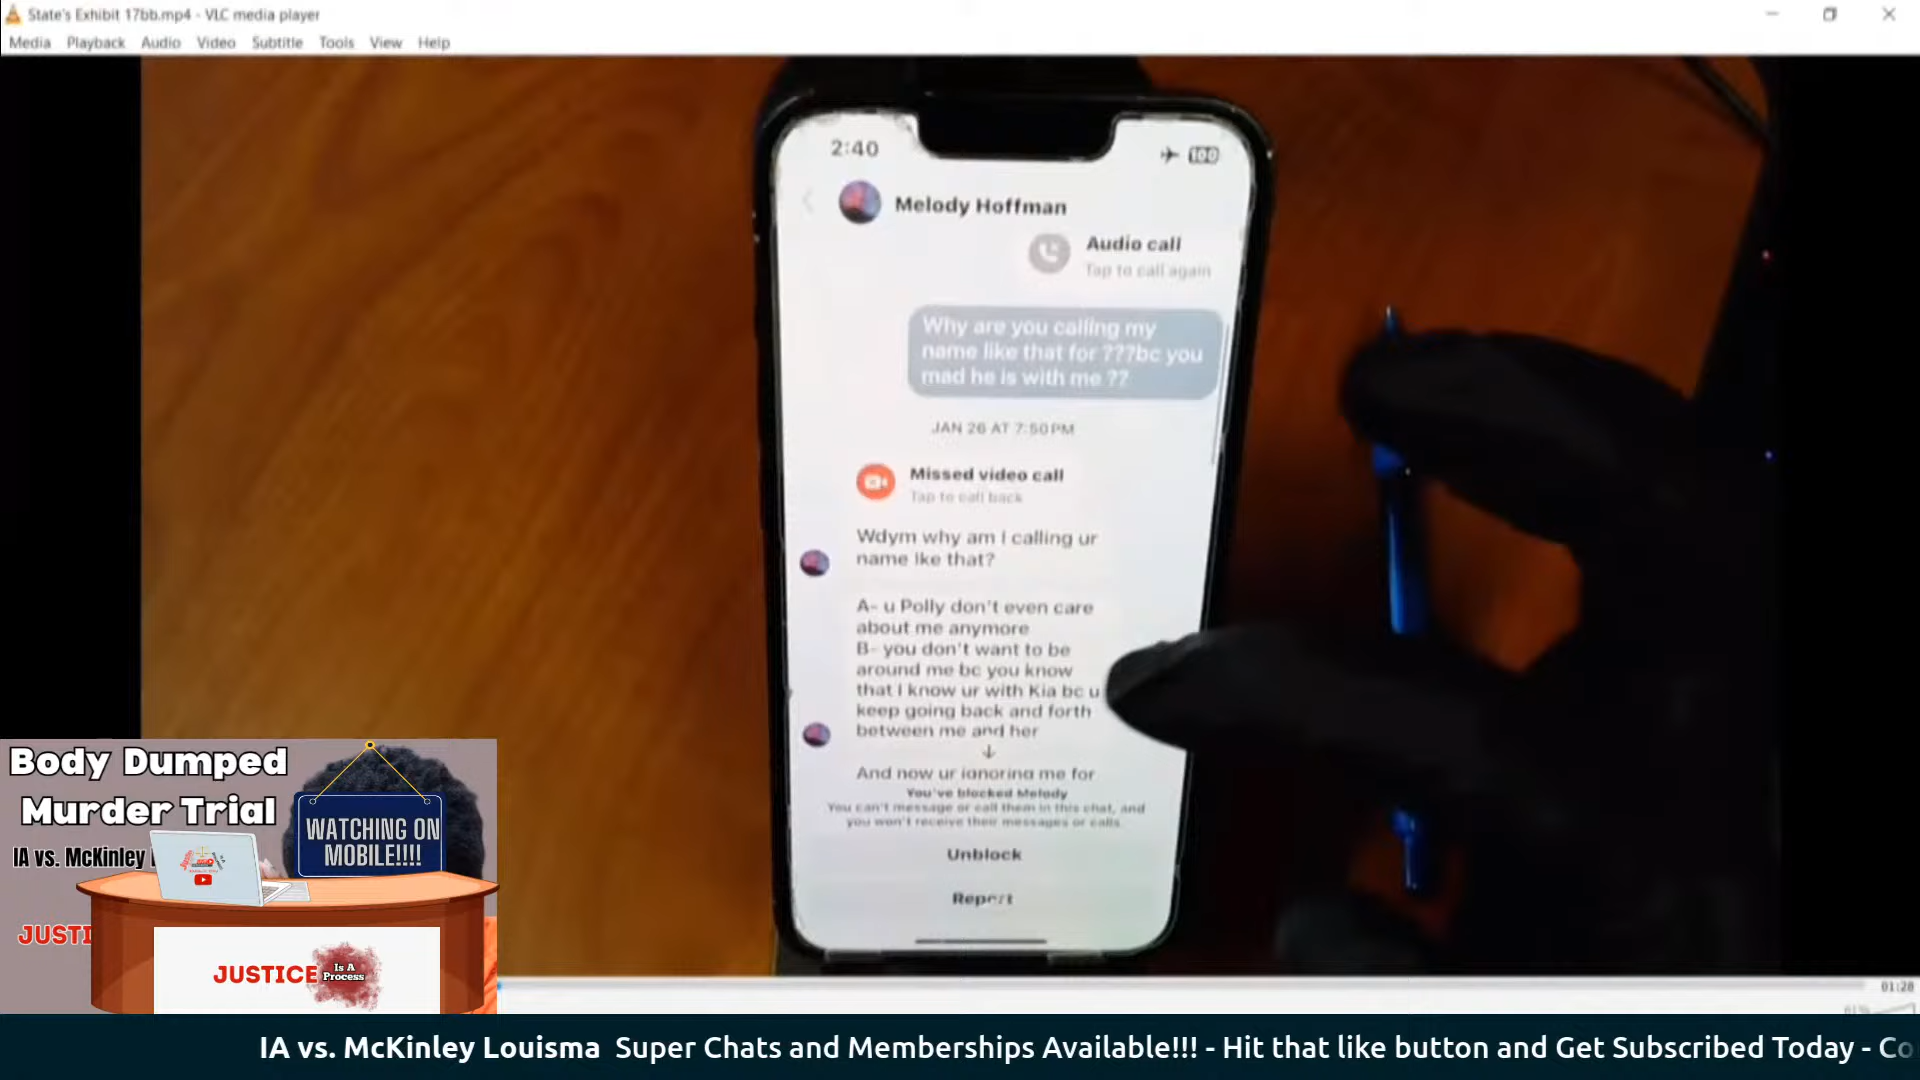 State's Exhibit 17bb.mp4 - VLC media player
Media Playback Audio Video Subtitle Tools View Help
2:40
100
Melody Hoffman
Audio call
Tap to call again
Why are you calling my
name like that for ???bc you
mad he is with me ??
JAN 26 AT 7:50 PM
Missed video call
Tap to call back
Wdym why am I calling ur
name lke that?
A- u Polly don't even care
about me anymore
B- you don't want to be
around me bc you know
that I know ur with Kia bc u
keep going back and forth
between me and her
And now ur ignoring me for
You've blocked Melody
You can't message or call them in this chat, and
you won't receive their messages or calls.
Unblock
Report
01:28
Body Dumped
Murder Trial
IA vs. McKinley
WATCHING ON
MOBILE!!!!
JUSTI
JUSTICE Is A
Process
IA vs. McKinley Louisma Super Chats and Memberships Available!!! - Hit that like button and Get Subscribed Today - Co